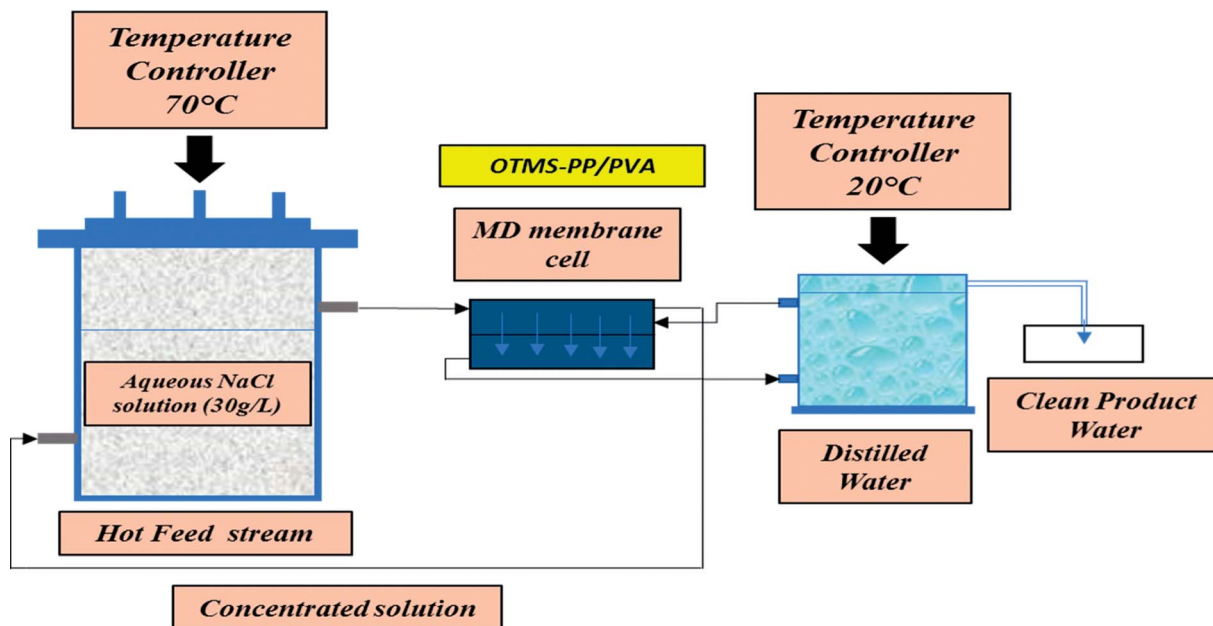 Temperature
Controller
70°C
Temperature
Controller
20°C
OTMS-PP/PVA
MD membrane
cell
Aqueous NaCl
solution (30g/L)
Clean Product
Water
Distilled
Water
Hot Feed stream
Concentrated solution